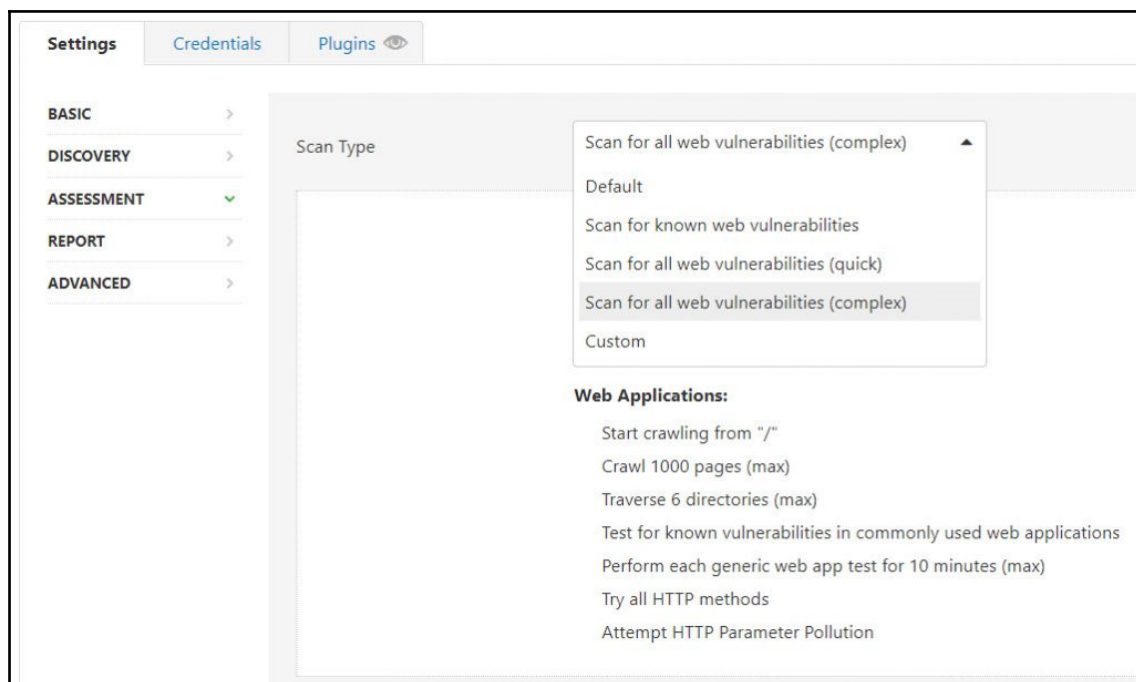 Settings
Credentials
Plugins
BASIC
DISCOVERY
ASSESSMENT
REPORT
ADVANCED
Scan Type
Scan for all web vulnerabilities (complex)
Default
Scan for known web vulnerabilities
Scan for all web vulnerabilities (quick)
Scan for all web vulnerabilities (complex)
Custom
Web Applications:
Start crawling from "/"
Crawl 1000 pages (max)
Traverse 6 directories (max)
Test for known vulnerabilities in commonly used web applications
Perform each generic web app test for 10 minutes (max)
Try all HTTP methods
Attempt HTTP Parameter Pollution